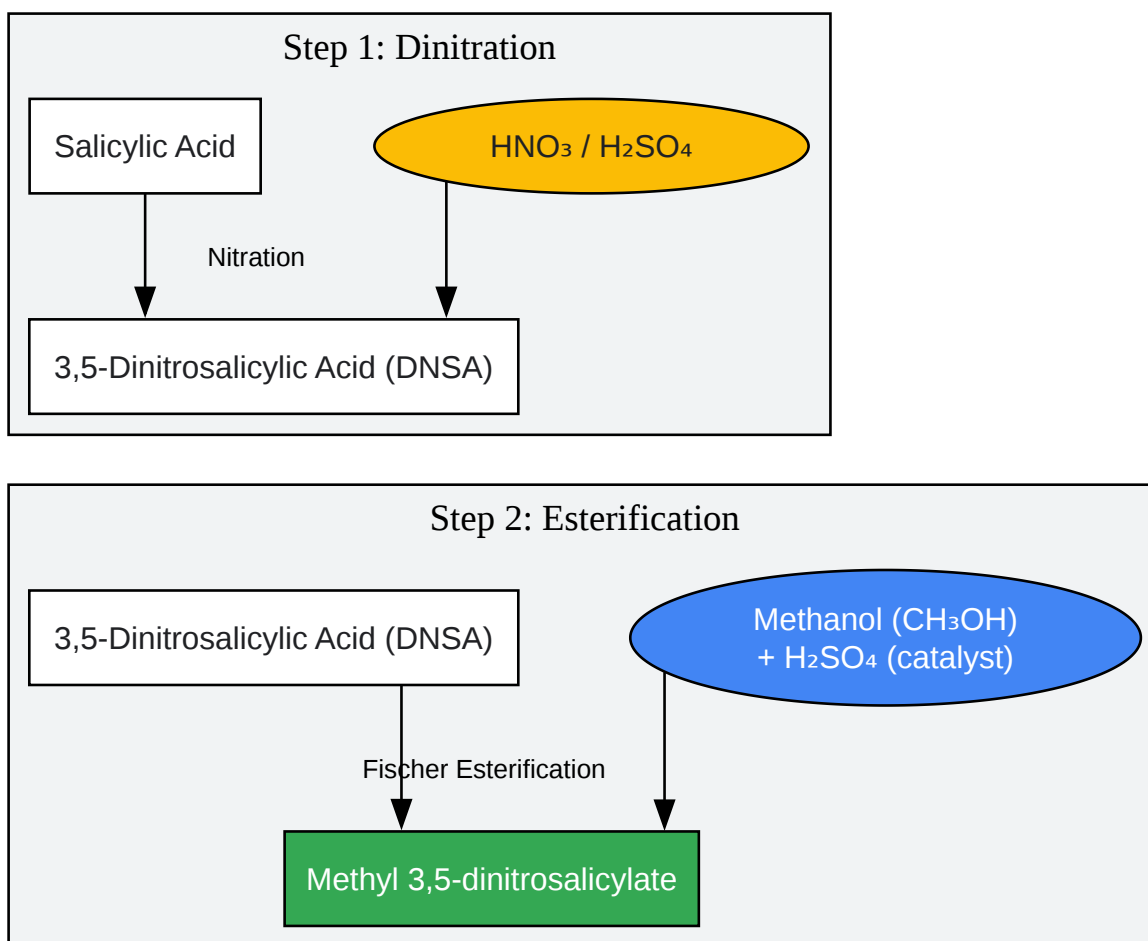 Step 1: Dinitration
Salicylic Acid
HNO₃ / H₂SO₄
Nitration
3,5-Dinitrosalicylic Acid (DNSA)
Step 2: Esterification
3,5-Dinitrosalicylic Acid (DNSA)
Methanol (CH₃OH)
+ H₂SO₄ (catalyst)
Fischer Esterification
Methyl 3,5-dinitrosalicylate